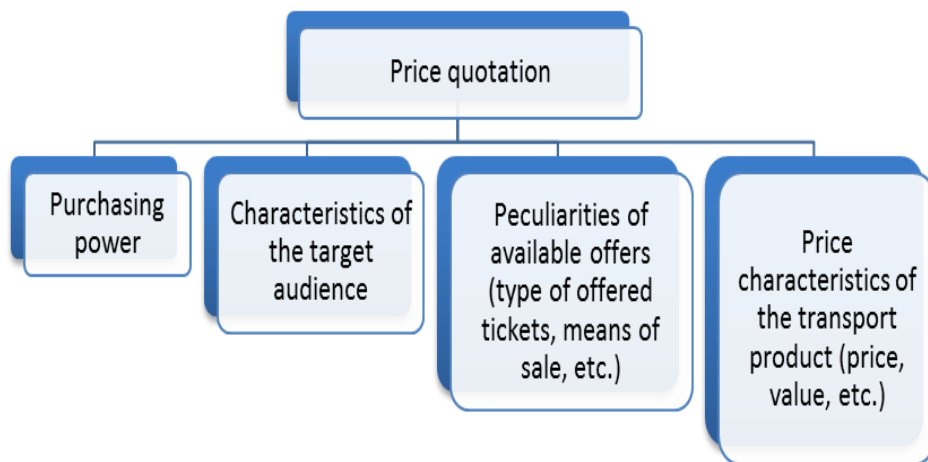 Price quotation
Purchasing
power
Characteristics of
the target
audience
Peculiarities of
available offers
(type of offered
tickets, means of
sale, etc.)
Price
characteristics of
the transport
product (price,
value, etc.)